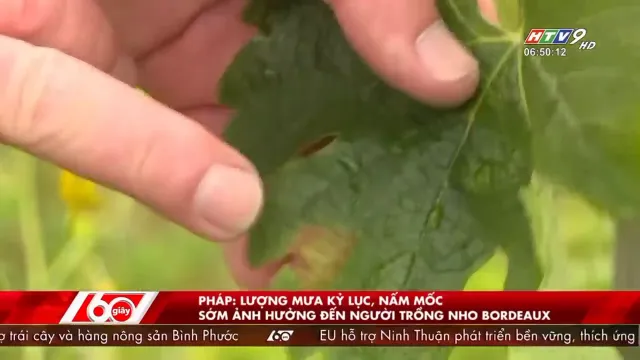 HTV9 HD
06:50:12
60 giây
PHÁP: LƯỢNG MƯA KỶ LỤC, NẤM MỐC
SỚM ẢNH HƯỞNG ĐẾN NGƯỜI TRỒNG NHO BORDEAUX
trái cây và hàng nông sản Bình Phước EU hỗ trợ Ninh Thuận phát triển bền vững, thích ứng